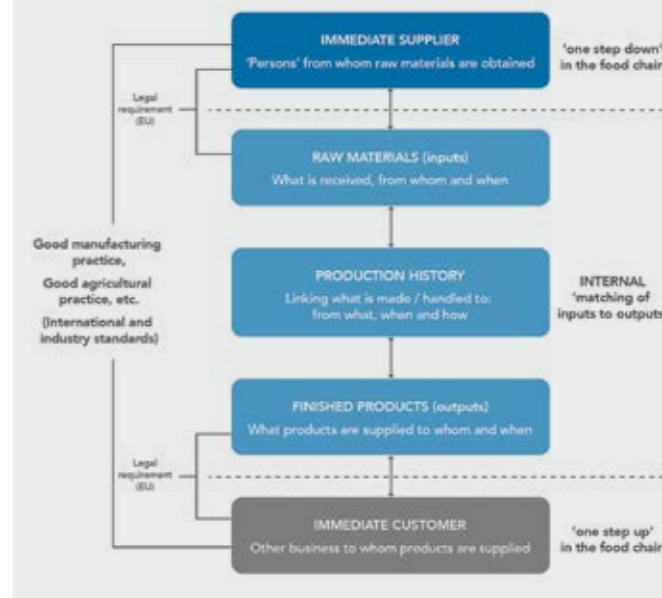 IMMEDIATE SUPPLIER
'Persons' from whom raw materials are obtained
'one step down'
in the food chain
Legal
requirement
(EU)
RAW MATERIALS (inputs)
What is received, from whom and when
Good manufacturing
practice,
Good agricultural
practice, etc.
(International and
industry standards)
PRODUCTION HISTORY
Linking what is made / handled to:
from what, when and how
INTERNAL
'matching of
inputs to outputs'
FINISHED PRODUCTS (outputs)
What products are supplied to whom and when
Legal
requirement
(EU)
IMMEDIATE CUSTOMER
Other business to whom products are supplied
'one step up'
in the food chain